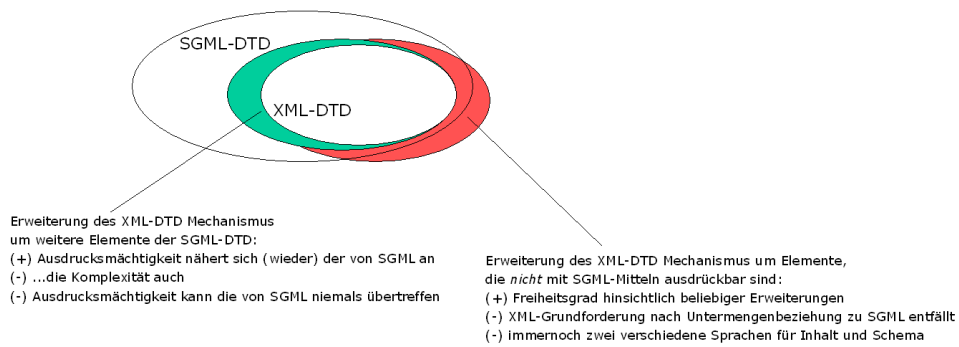 SGML-DTD
XML-DTD
Erweiterung des XML-DTD Mechanismus
um weitere Elemente der SGML-DTD:
(+) Ausdrucksmächtigkeit nähert sich (wieder) der von SGML an
(-) ...die Komplexität auch
(-) Ausdrucksmächtigkeit kann die von SGML niemals übertreffen
Erweiterung des XML-DTD Mechanismus um Elemente,
die nicht mit SGML-Mitteln ausdrückbar sind:
(+) Freiheitsgrad hinsichtlich beliebiger Erweiterungen
(-) XML-Grundforderung nach Untermengenbeziehung zu SGML entfällt
(-) immernoch zwei verschiedene Sprachen für Inhalt und Schema